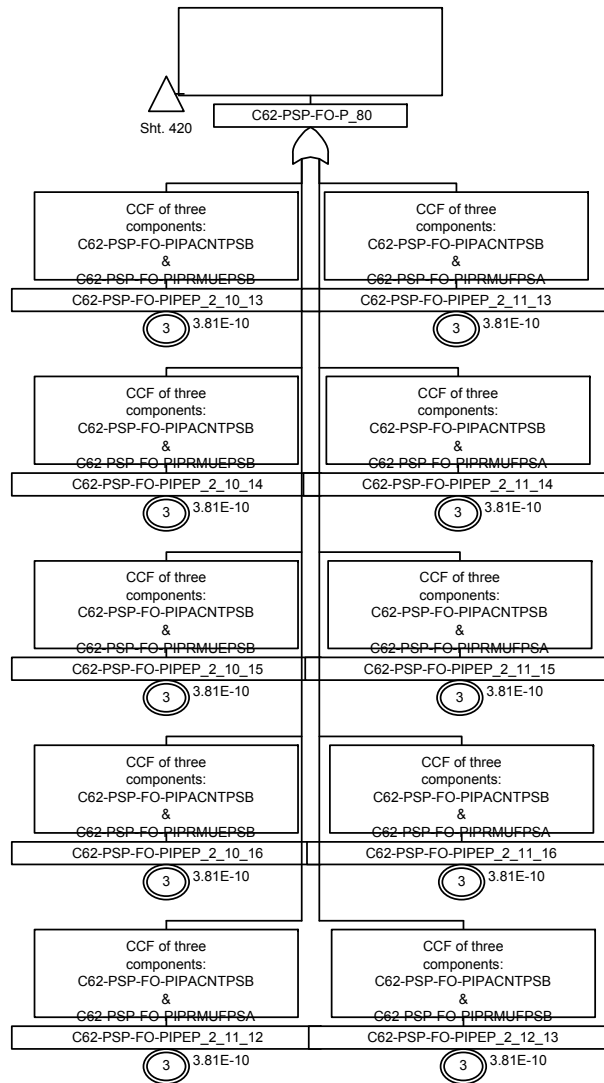 C62-PSP-FO-P_80
Sht. 420
CCF of three
components:
C62-PSP-FO-PIPACNTPSB
&
C62-PSP-FO-PIPRMUEPSB
C62-PSP-FO-PIPEP_2_10_13
3
3.81E-10
CCF of three
components:
C62-PSP-FO-PIPACNTPSB
&
C62-PSP-FO-PIPRMUFPSA
C62-PSP-FO-PIPEP_2_11_13
3
3.81E-10
CCF of three
components:
C62-PSP-FO-PIPACNTPSB
&
C62-PSP-FO-PIPRMUEPSB
C62-PSP-FO-PIPEP_2_10_14
3
3.81E-10
CCF of three
components:
C62-PSP-FO-PIPACNTPSB
&
C62-PSP-FO-PIPRMUFPSA
C62-PSP-FO-PIPEP_2_11_14
3
3.81E-10
CCF of three
components:
C62-PSP-FO-PIPACNTPSB
&
C62-PSP-FO-PIPRMUEPSB
C62-PSP-FO-PIPEP_2_10_15
3
3.81E-10
CCF of three
components:
C62-PSP-FO-PIPACNTPSB
&
C62-PSP-FO-PIPRMUFPSA
C62-PSP-FO-PIPEP_2_11_15
3
3.81E-10
CCF of three
components:
C62-PSP-FO-PIPACNTPSB
&
C62-PSP-FO-PIPRMUEPSB
C62-PSP-FO-PIPEP_2_10_16
3
3.81E-10
CCF of three
components:
C62-PSP-FO-PIPACNTPSB
&
C62-PSP-FO-PIPRMUFPSA
C62-PSP-FO-PIPEP_2_11_16
3
3.81E-10
CCF of three
components:
C62-PSP-FO-PIPACNTPSB
&
C62-PSP-FO-PIPRMUFPSA
C62-PSP-FO-PIPEP_2_11_12
3
3.81E-10
CCF of three
components:
C62-PSP-FO-PIPACNTPSB
&
C62-PSP-FO-PIPRMUFPSB
C62-PSP-FO-PIPEP_2_12_13
3
3.81E-10